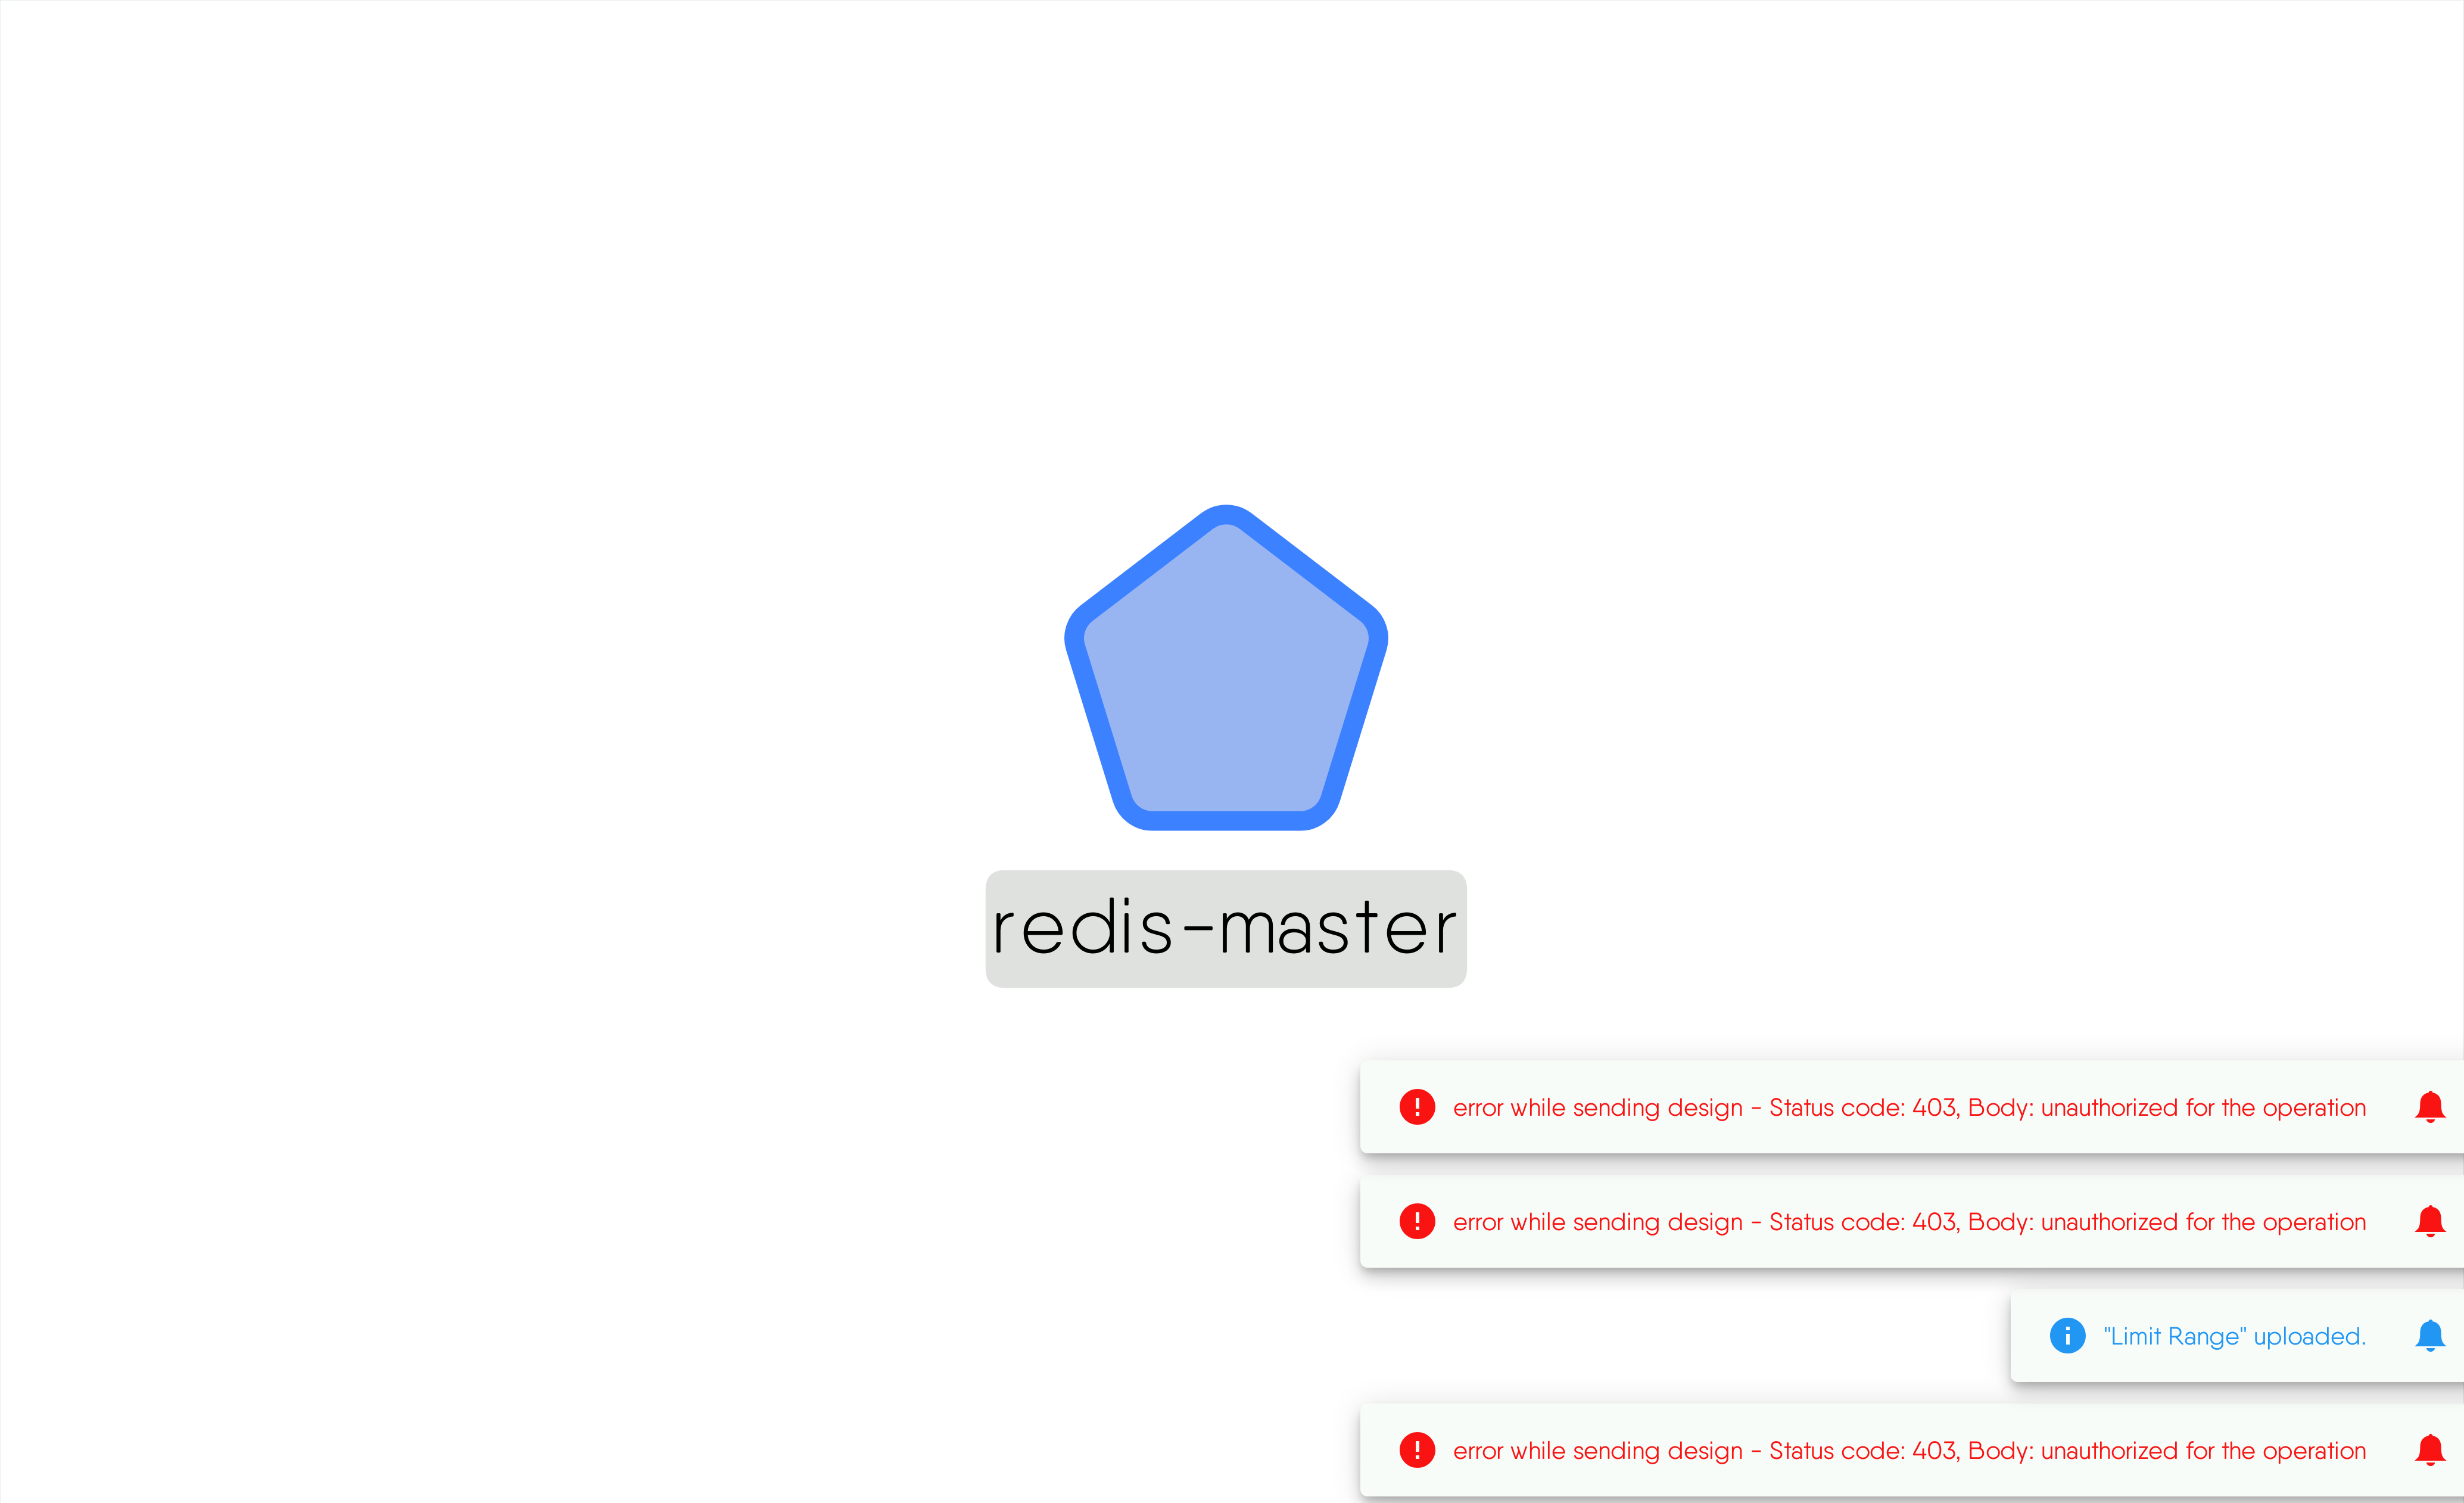 redis-master
error while sending design - Status code: 403, Body: unauthorized for the operation
error while sending design - Status code: 403, Body: unauthorized for the operation
"Limit Range" uploaded.
error while sending design - Status code: 403, Body: unauthorized for the operation